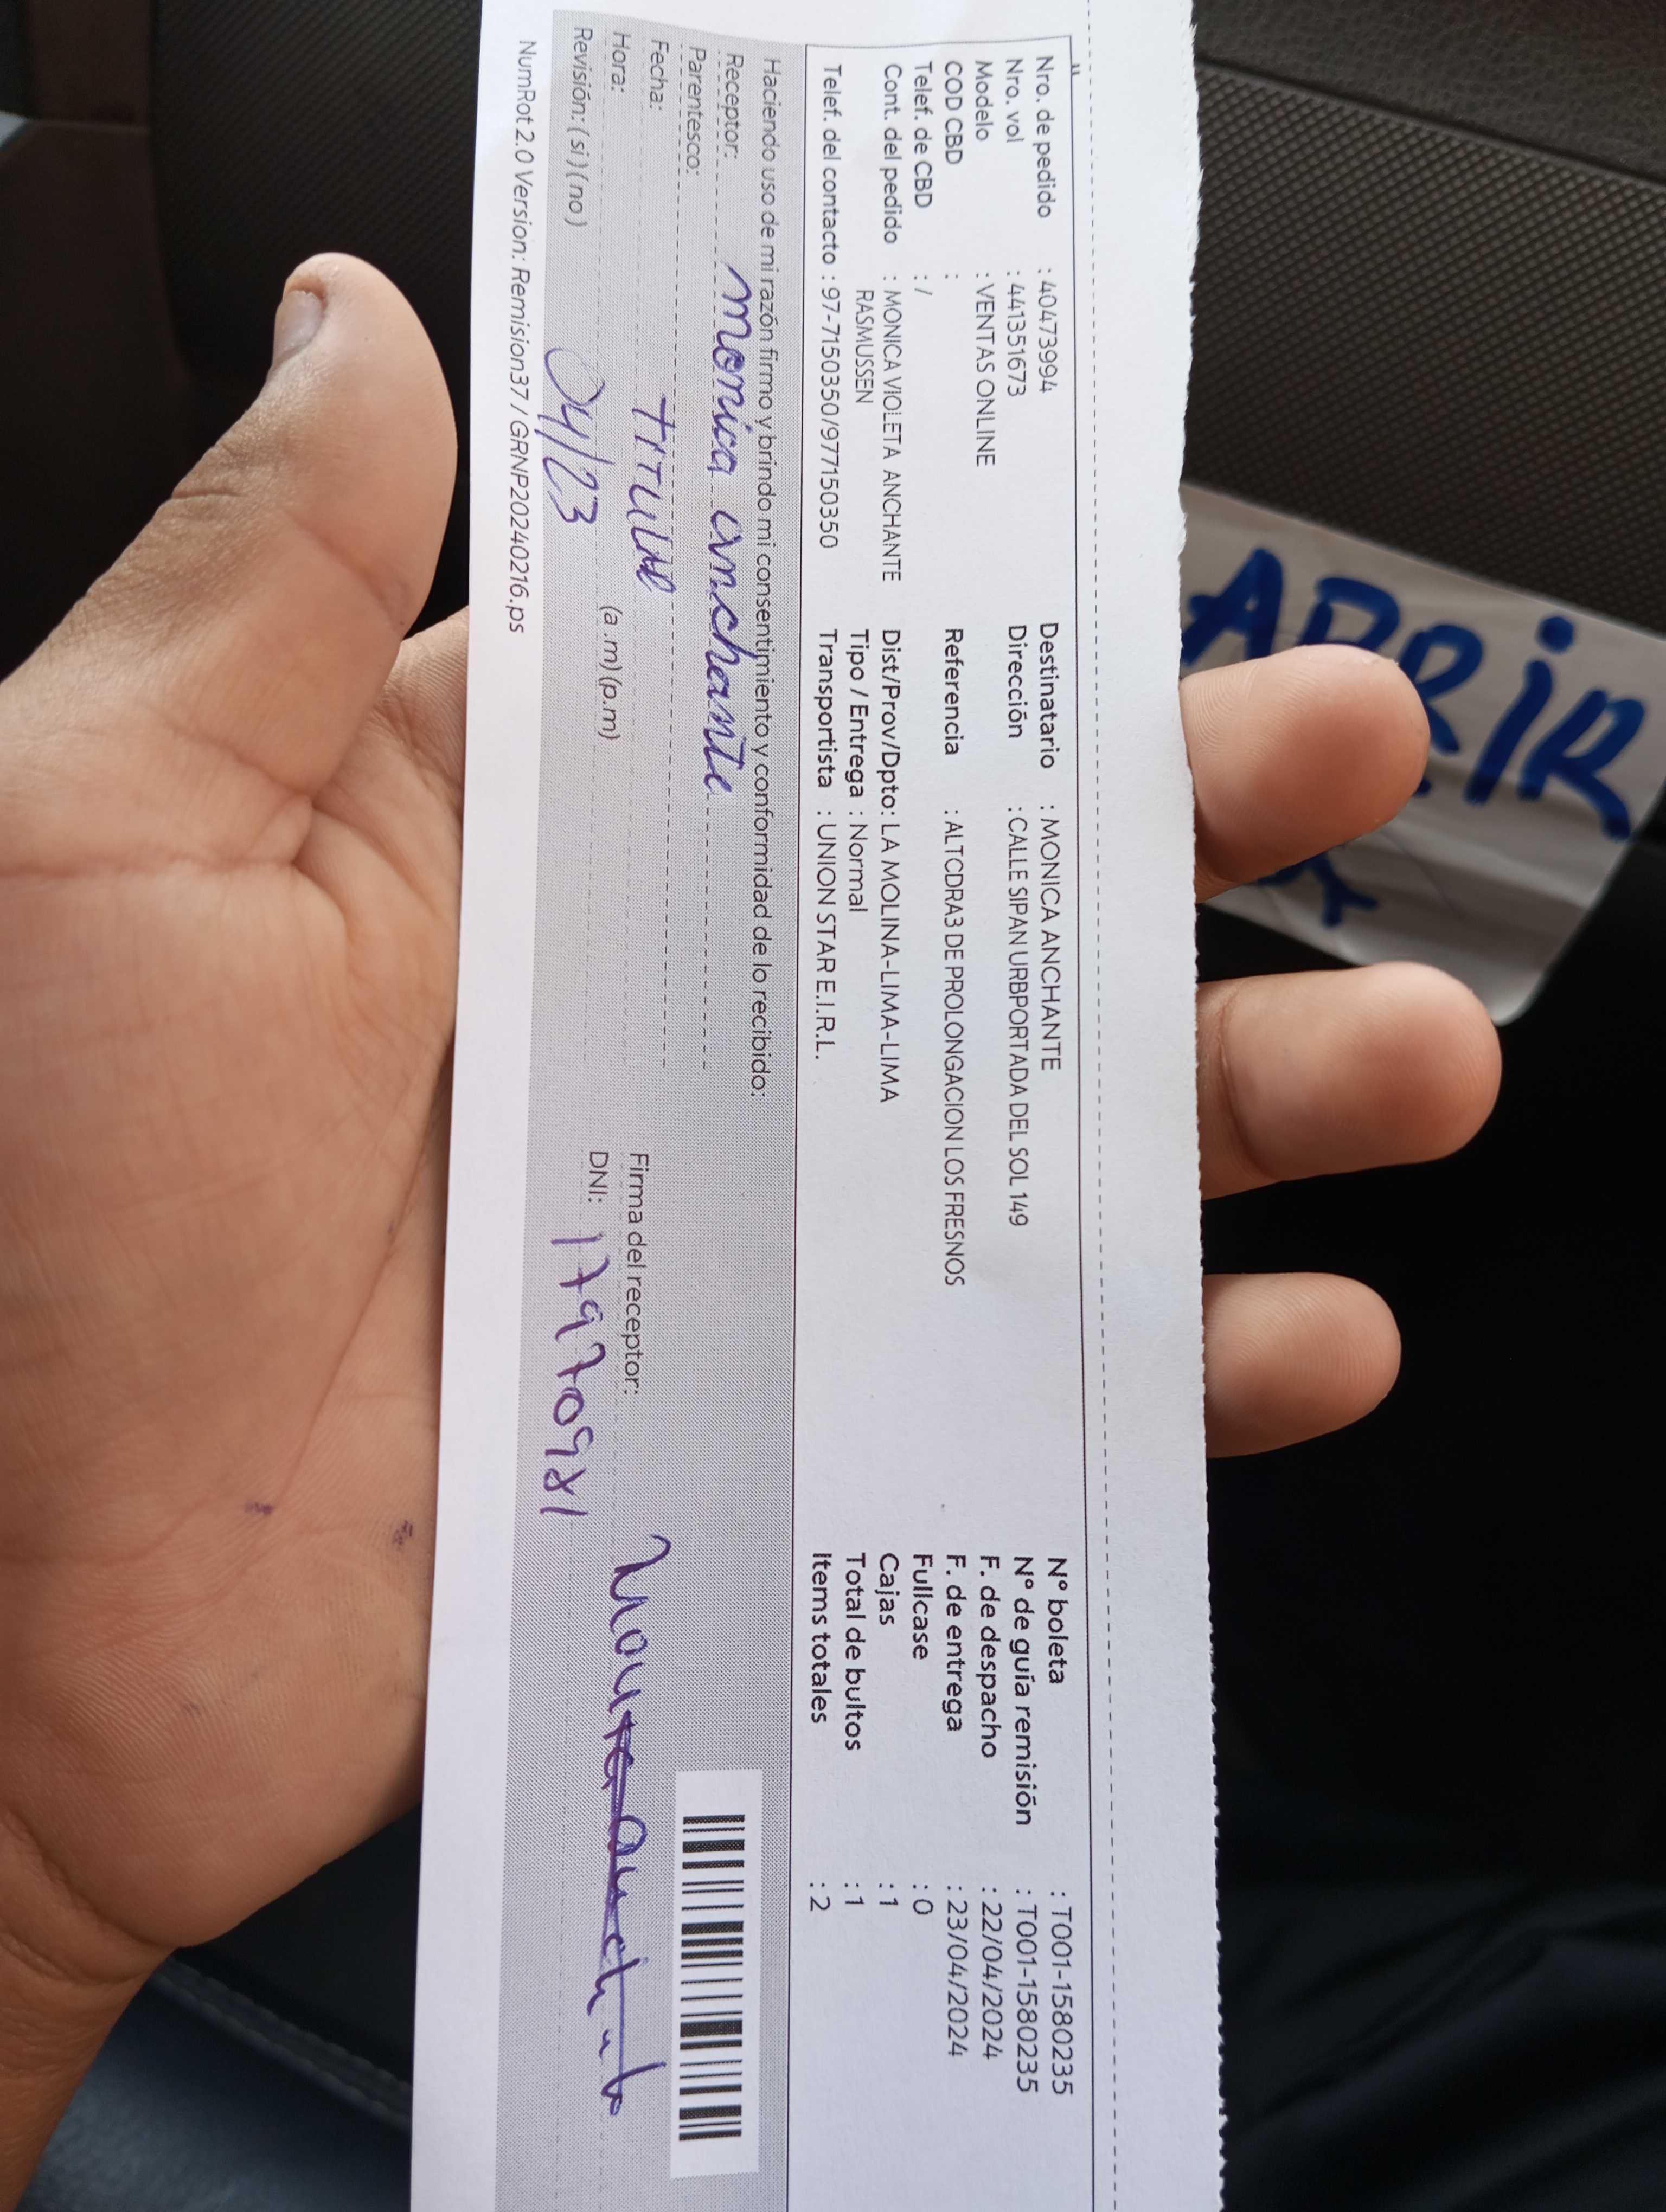 Nro. de pedido : 40473994
Nro. vol : 441351673
Modelo : VENTAS ONLINE
COD CBD :
Telef. de CBD : /
Cont. del pedido : MONICA VIOLETA ANCHANTE
RASMUSSEN
Telef. del contacto : 97-7150350/977150350
Destinatario : MONICA ANCHANTE
Dirección : CALLE SIPAN URBPORTADA DEL SOL 149
Referencia : ALTCDRA3 DE PROLONGACION LOS FRESNOS
Dist/Prov/Dpto: LA MOLINA-LIMA-LIMA
Tipo / Entrega : Normal
Transportista : UNION STAR E.I.R.L.
N° boleta : T001-1580235
N° de guía remisión : T001-1580235
F. de despacho : 22/04/2024
F. de entrega : 23/04/2024
Fullcase : 0
Cajas : 1
Total de bultos : 1
Items totales : 2
Haciendo uso de mi razón firmo y brindo mi consentimiento y conformidad de lo recibido:
Receptor: monica anchante
Parentesco:
Fecha: TITULAR
Hora: (a .m) (p.m)
Revisión: ( si ) ( no ) 04/23
Firma del receptor:
DNI: 17970981
NumRot 2.0 Version: Remision37 / GRNP20240216.ps
ABRIR